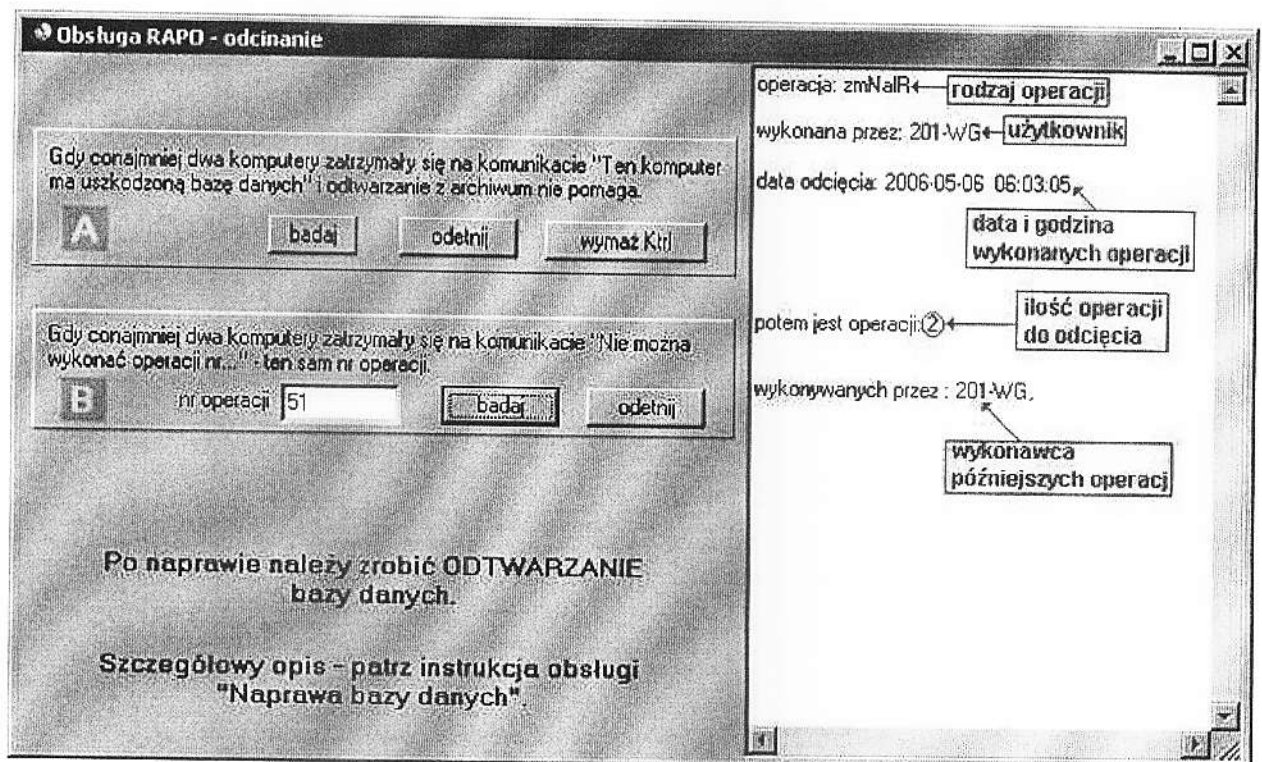 Obsługa RAPO - odcinanie
Gdy conajmniej dwa komputery zatrzymały się na komunikacie "Ten komputer
ma uszkodzoną bazę danych" i odtwarzanie z archiwum nie pomaga.
A
badaj
odetnij
wymaż Ktrl
Gdy conajmniej dwa komputery zatrzymały się na komunikacie "Nie można
wykonać operacji nr..." - ten sam nr operacji.
B
nr operacji
51
badaj
odetnij
Po naprawie należy zrobić ODTWARZANIE
bazy danych.
Szczegółowy opis - patrz instrukcja obsługi
"Naprawa bazy danych".
operacja: zmNalR
rodzaj operacji
wykonana przez: 201-WG
użytkownik
data odcięcia: 2006-05-06 06:03:05
data i godzina
wykonanych operacji
potem jest operacji: 2
ilość operacji
do odcięcia
wykonywanych przez : 201-WG,
wykonawca
późniejszych operacj